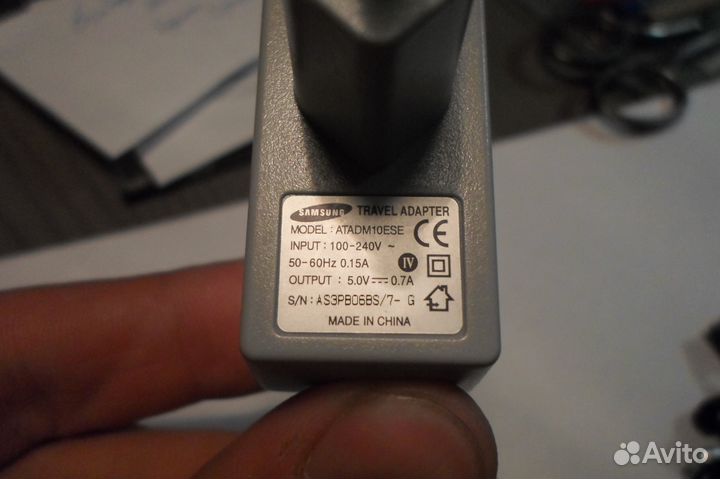 SAMSUNG TRAVEL ADAPTER
MODEL : ATADM10ESE
INPUT : 100-240V ~
50-60Hz 0.15A
IV
OUTPUT : 5.0V⎓0.7A
S/N : AS3PB06BS/7- G
MADE IN CHINA
CE
Avito